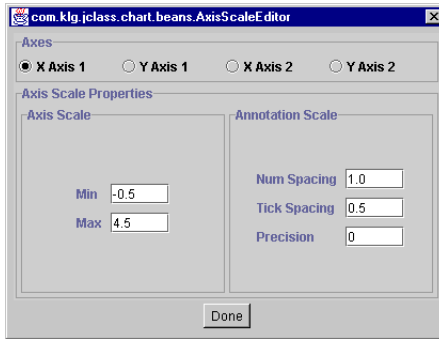 com.klg.jclass.chart.beans.AxisScaleEditor
Axes
X Axis 1 Y Axis 1 X Axis 2 Y Axis 2
Axis Scale Properties
Axis Scale
Min -0.5
Max 4.5
Annotation Scale
Num Spacing 1.0
Tick Spacing 0.5
Precision 0
Done